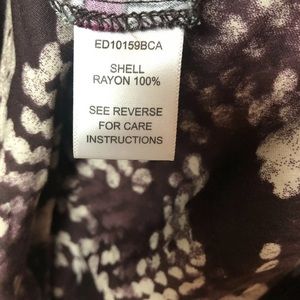 ED10159BCA
SHELL
RAYON 100%
SEE REVERSE
FOR CARE
INSTRUCTIONS